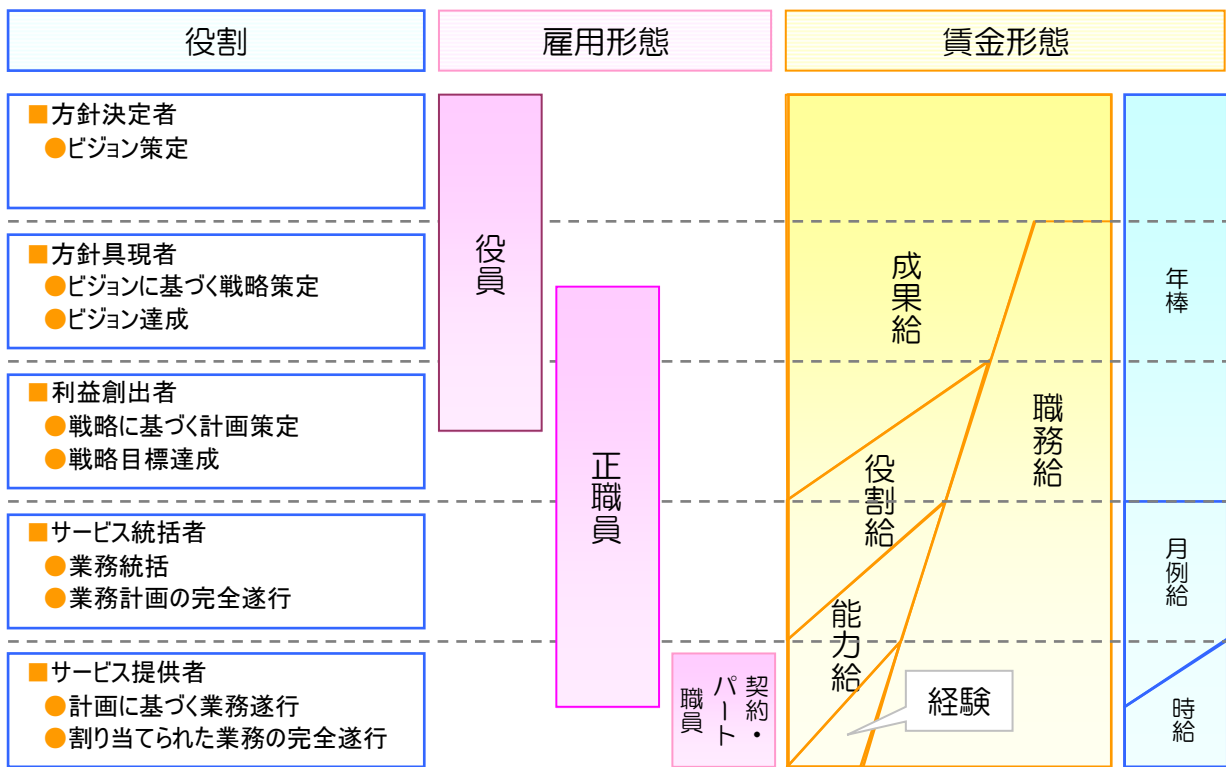 役割
雇用形態
賃金形態
■方針決定者
●ビジョン策定
■方針具現者
●ビジョンに基づく戦略策定
●ビジョン達成
■利益創出者
●戦略に基づく計画策定
●戦略目標達成
■サービス統括者
●業務統括
●業務計画の完全遂行
■サービス提供者
●計画に基づく業務遂行
●割り当てられた業務の完全遂行
役員
正職員
契約・
パート
職員
成果給
役割給
能力給
経験
職務給
年棒
月例給
時給